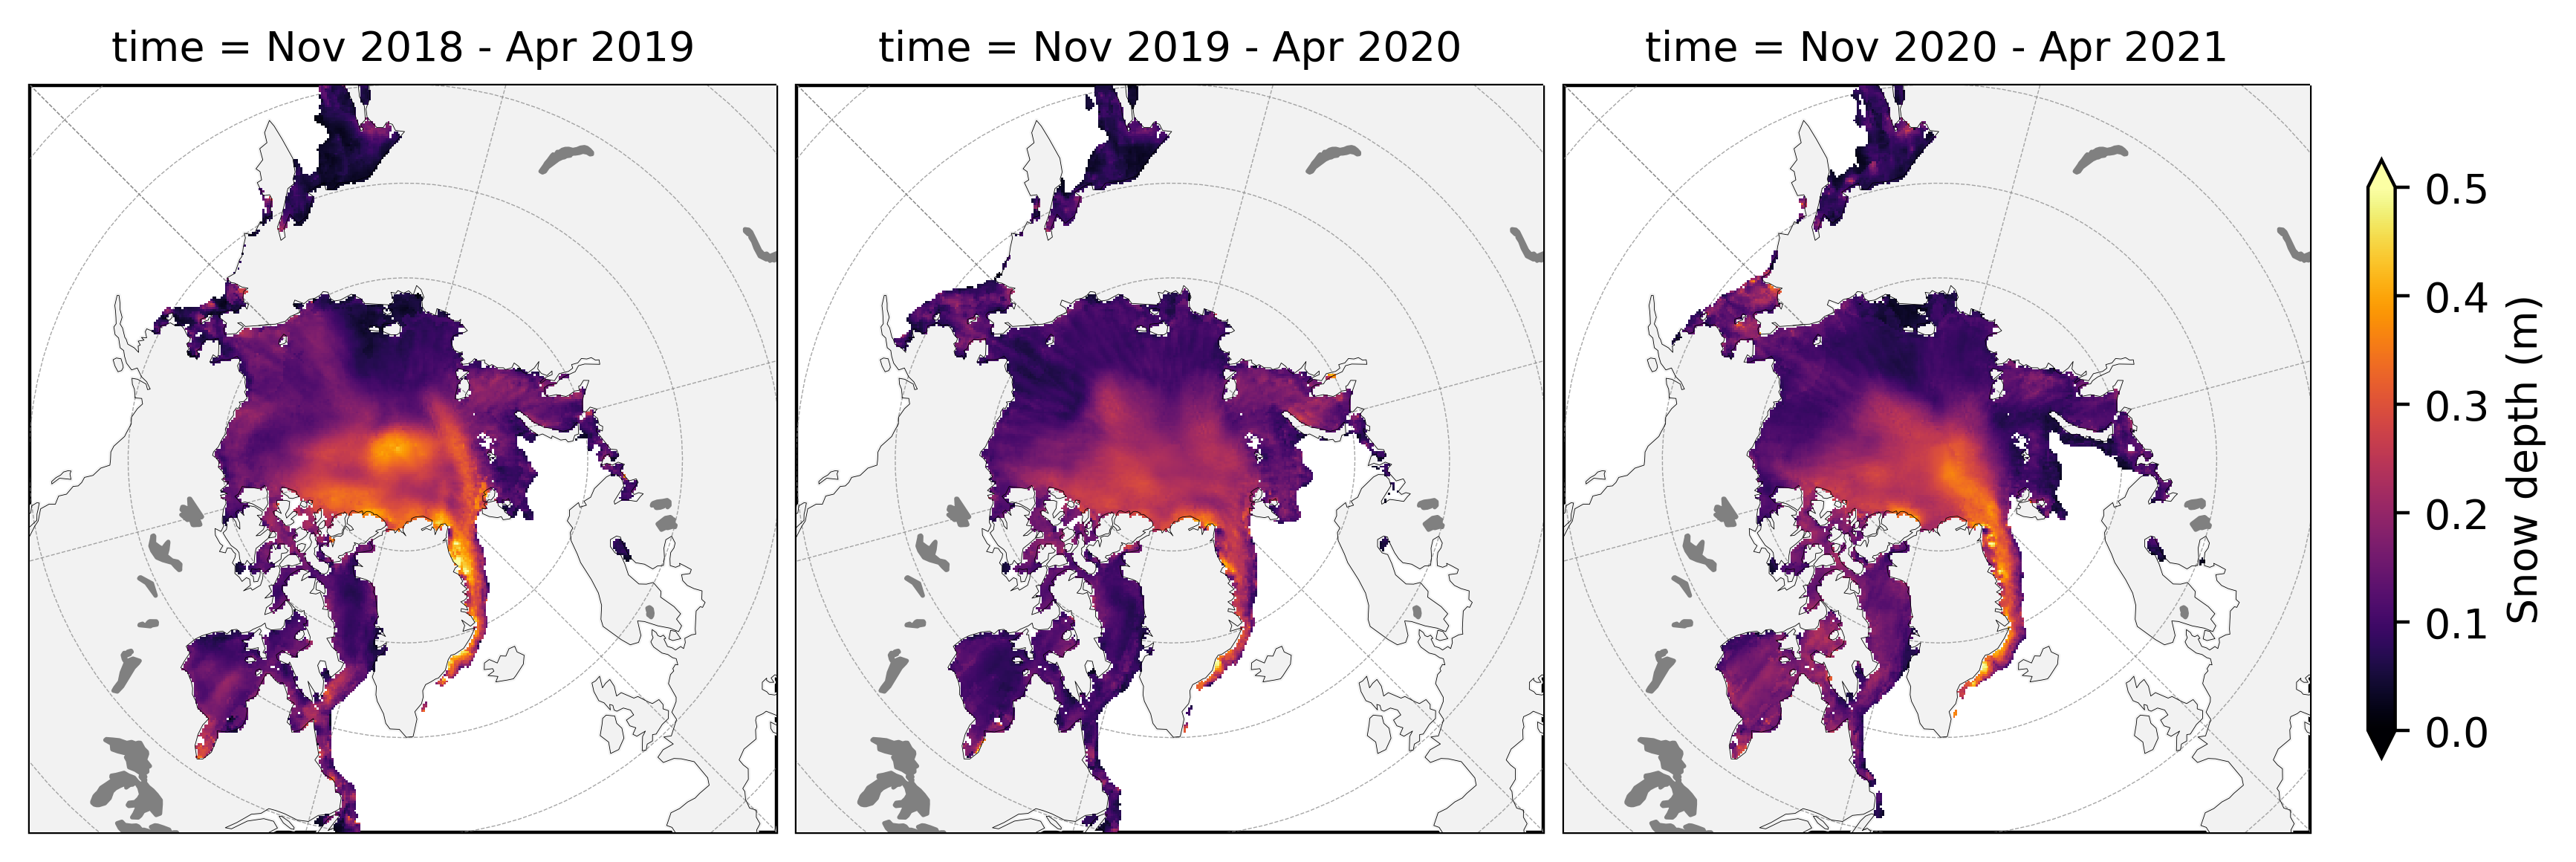 time = Nov 2018 - Apr 2019
time = Nov 2019 - Apr 2020
time = Nov 2020 - Apr 2021
0.5
0.4
0.3
0.2
0.1
0.0
Snow depth (m)